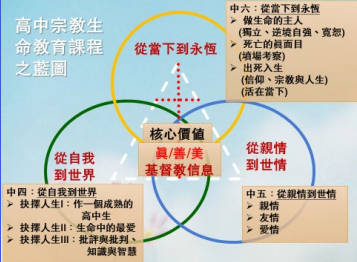 高中宗教生
命教育課程
之藍圖
從當下到永恆
中六：從當下到永恆
➢ 做生命的主人
(獨立、逆境自強、寬恕)
➢ 死亡的真面目
(墳場考察)
➢ 出死入生
(信仰、宗教與人生)
(活在當下)
核心價值
真/善/美
基督教信息
從自我
到世界
從親情
到世情
中四：從自我到世界
➢ 抉擇人生I：作一個成熟的
高中生
➢ 抉擇人生II：生命中的最愛
➢ 抉擇人生III：批評與批判、
知識與智慧
中五：從親情到世情
➢ 親情
➢ 友情
➢ 愛情